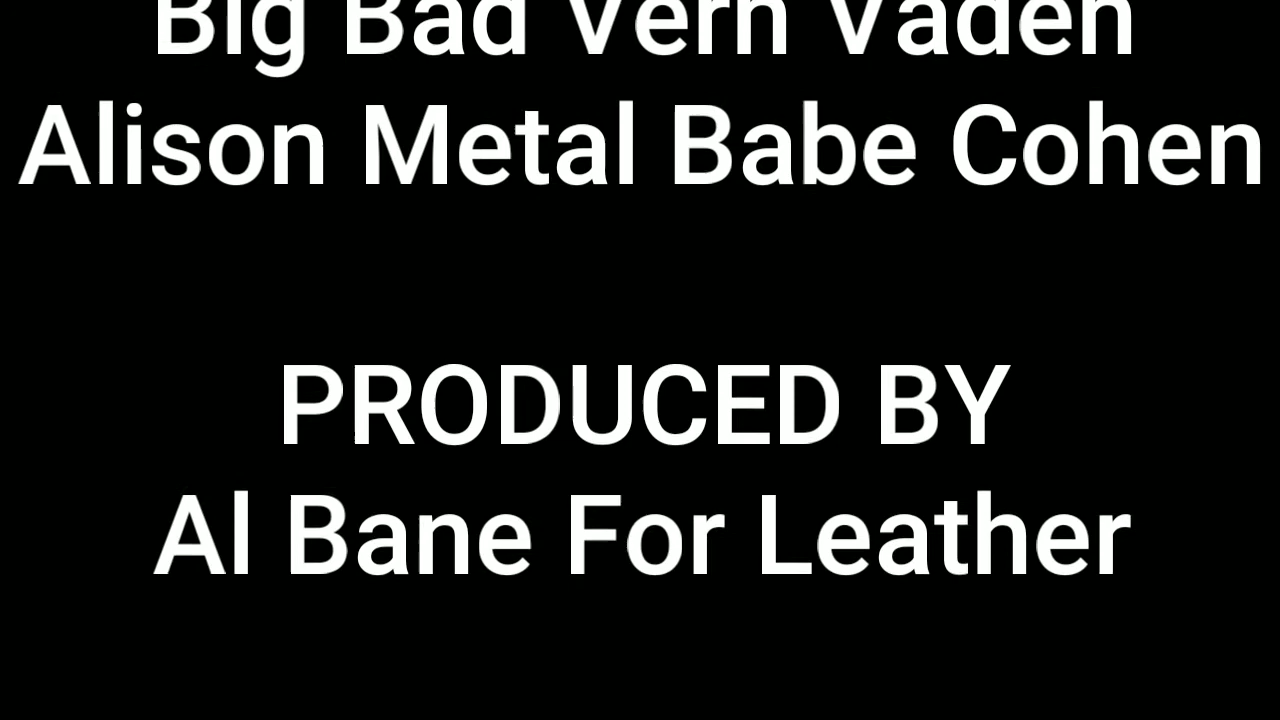 Big Bad Vern Vaden
Alison Metal Babe Cohen
PRODUCED BY
Al Bane For Leather